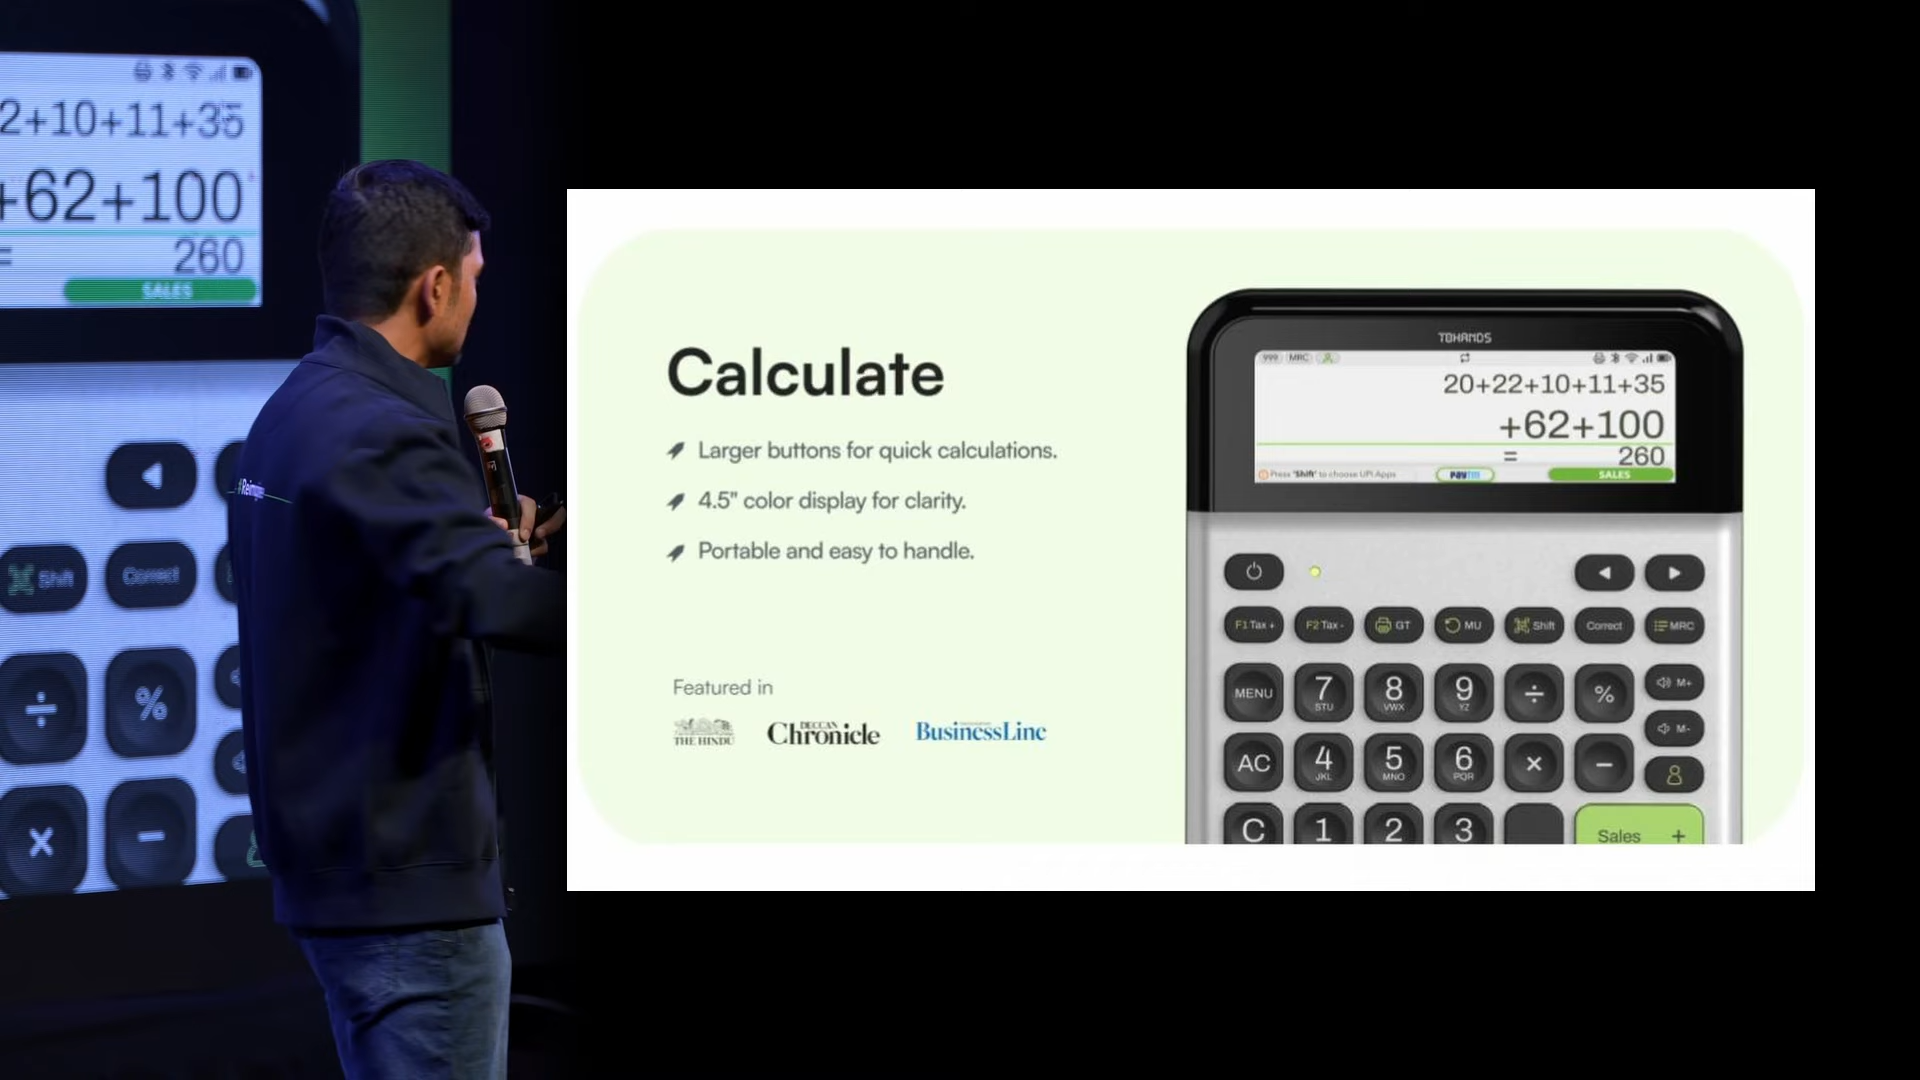 2+10+11+35
+62+100
= 260
SALES
Shift
Correct
÷
%
×
−
#Reimagine
Calculate
Larger buttons for quick calculations.
4.5" color display for clarity.
Portable and easy to handle.
Featured in
THE HINDU
DECCAN
Chronicle
BusinessLine
TOHANDS
999 MRC
20+22+10+11+35
+62+100
= 260
Press "Shift" to choose UPI Apps
paytm
SALES
F1 Tax +
F2 Tax -
GT
MU
Shift
Correct
MRC
MENU
7
STU
8
VWX
9
YZ
÷
%
M+
M-
AC
4
JKL
5
MNO
6
PQR
×
−
C
1
2
3
Sales +